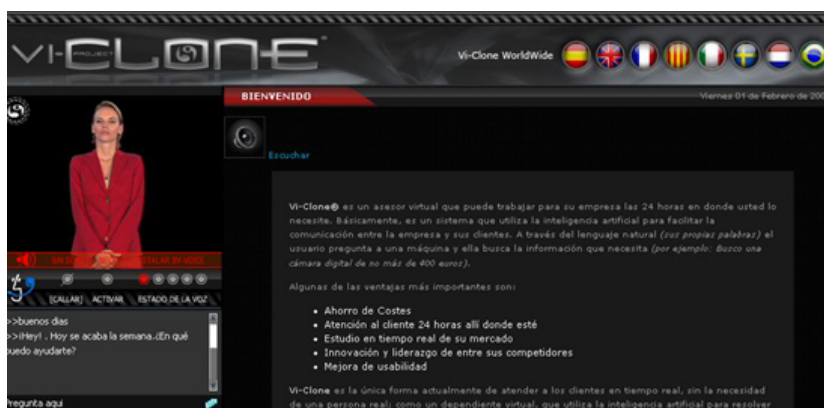 VI-CLONE
PROJECT
Vi-Clone WorldWide
BIENVENIDO
Viernes 01 de Febrero de 200
Escuchar
Vi-Clone® es un asesor virtual que puede trabajar para su empresa las 24 horas en donde usted lo
necesite. Básicamente, es un sistema que utiliza la inteligencia artificial para facilitar la
comunicación entre la empresa y sus clientes. A través del lenguaje natural (sus propias palabras) el
usuario pregunta a una máquina y ella busca la información que necesita (por ejemplo: Busco una
cámara digital de no más de 400 euros).
Algunas de las ventajas más importantes son:
• Ahorro de Costes
• Atención al cliente 24 horas allí donde esté
• Estudio en tiempo real de su mercado
• Innovación y liderazgo de entre sus competidores
• Mejora de usabilidad
Vi-Clone es la única forma actualmente de atender a los clientes en tiempo real, sin la necesidad
de una persona real; como un dependiente virtual, que utiliza la inteligencia artificial para resolver
SIN INSTALAR BY-VOICE
[CALLAR] ACTIVAR ESTADO DE LA VOZ
>>buenos dias
>>¡Hey! . Hoy se acaba la semana.¿En qué
puedo ayudarte?
Pregunta aqui